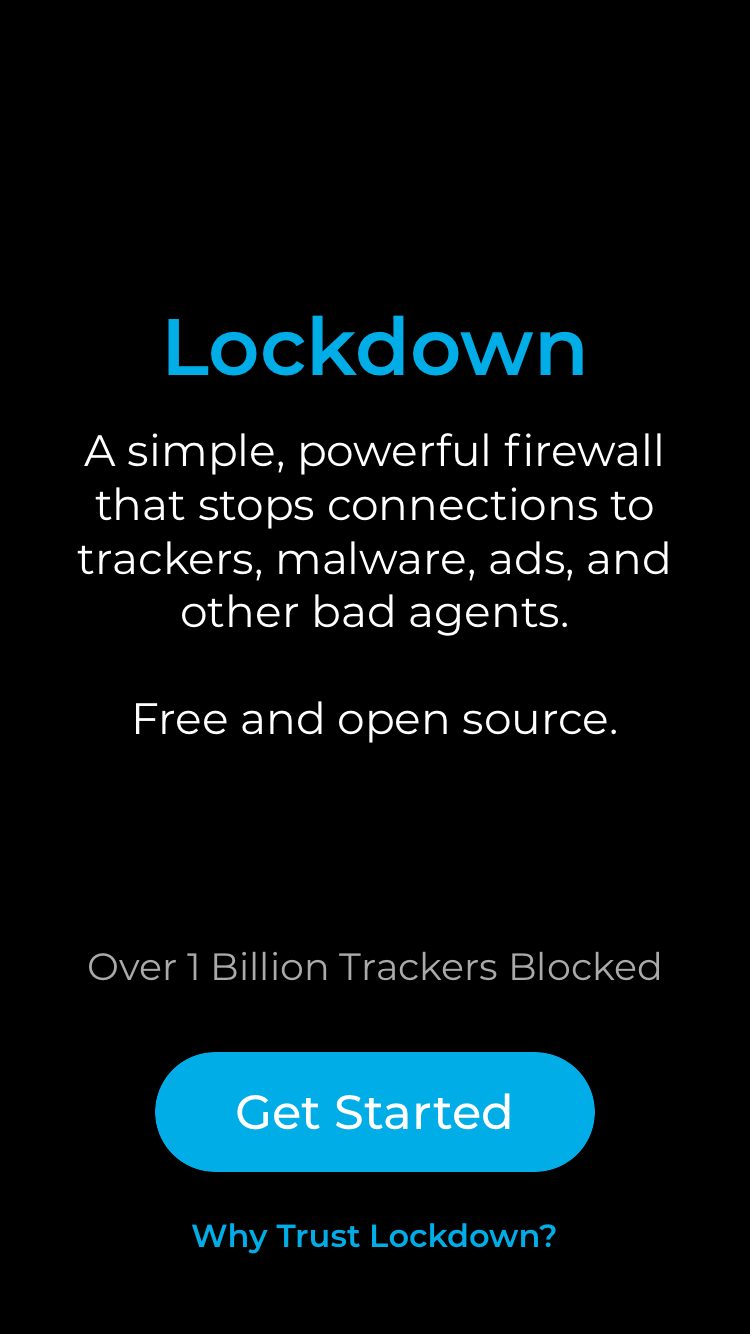 Lockdown
A simple, powerful firewall
that stops connections to
trackers, malware, ads, and
other bad agents.
Free and open source.
Over 1 Billion Trackers Blocked
Get Started
Why Trust Lockdown?